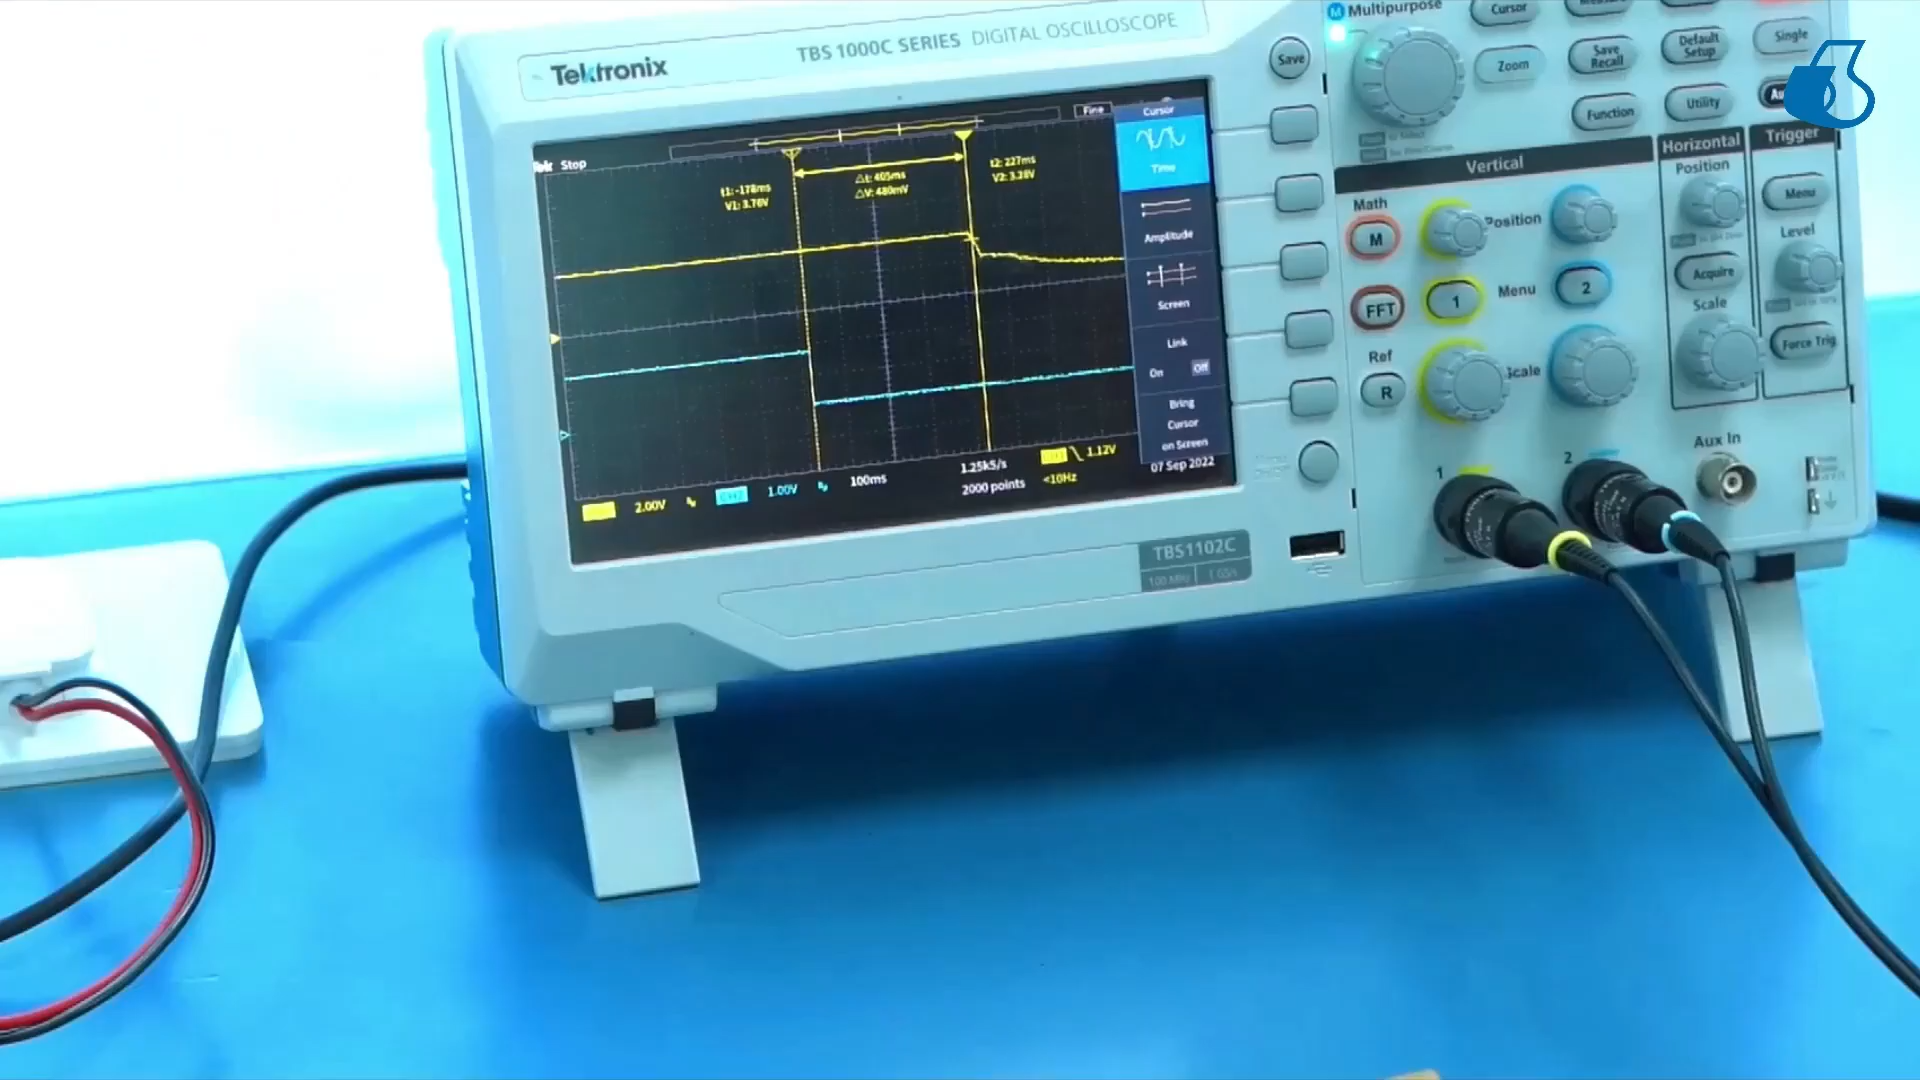 Tektronix
TBS 1000C SERIES DIGITAL OSCILLOSCOPE
Tek Stop
Fine
t1: -178ms
V1: 3.76V
Δt: 405ms
ΔV: 480mV
t2: 227ms
V2: 3.28V
Cursor
Time
Amplitude
Screen
Link
On Off
Bring
Cursor
on Screen
2.00V
CH2 1.00V
100ms
1.25kS/s
2000 points
1.12V
<10Hz
07 Sep 2022
TBS1102C
100 MHz
Save
M Multipurpose
Cursor
Zoom
Save
Recall
Default
Setup
Single
Function
Utility
Vertical
Horizontal
Trigger
Math
M
Position
Position
Menu
Level
FFT
1
Menu
2
Acquire
Scale
Force Trig
Ref
R
Scale
Aux In
1
2